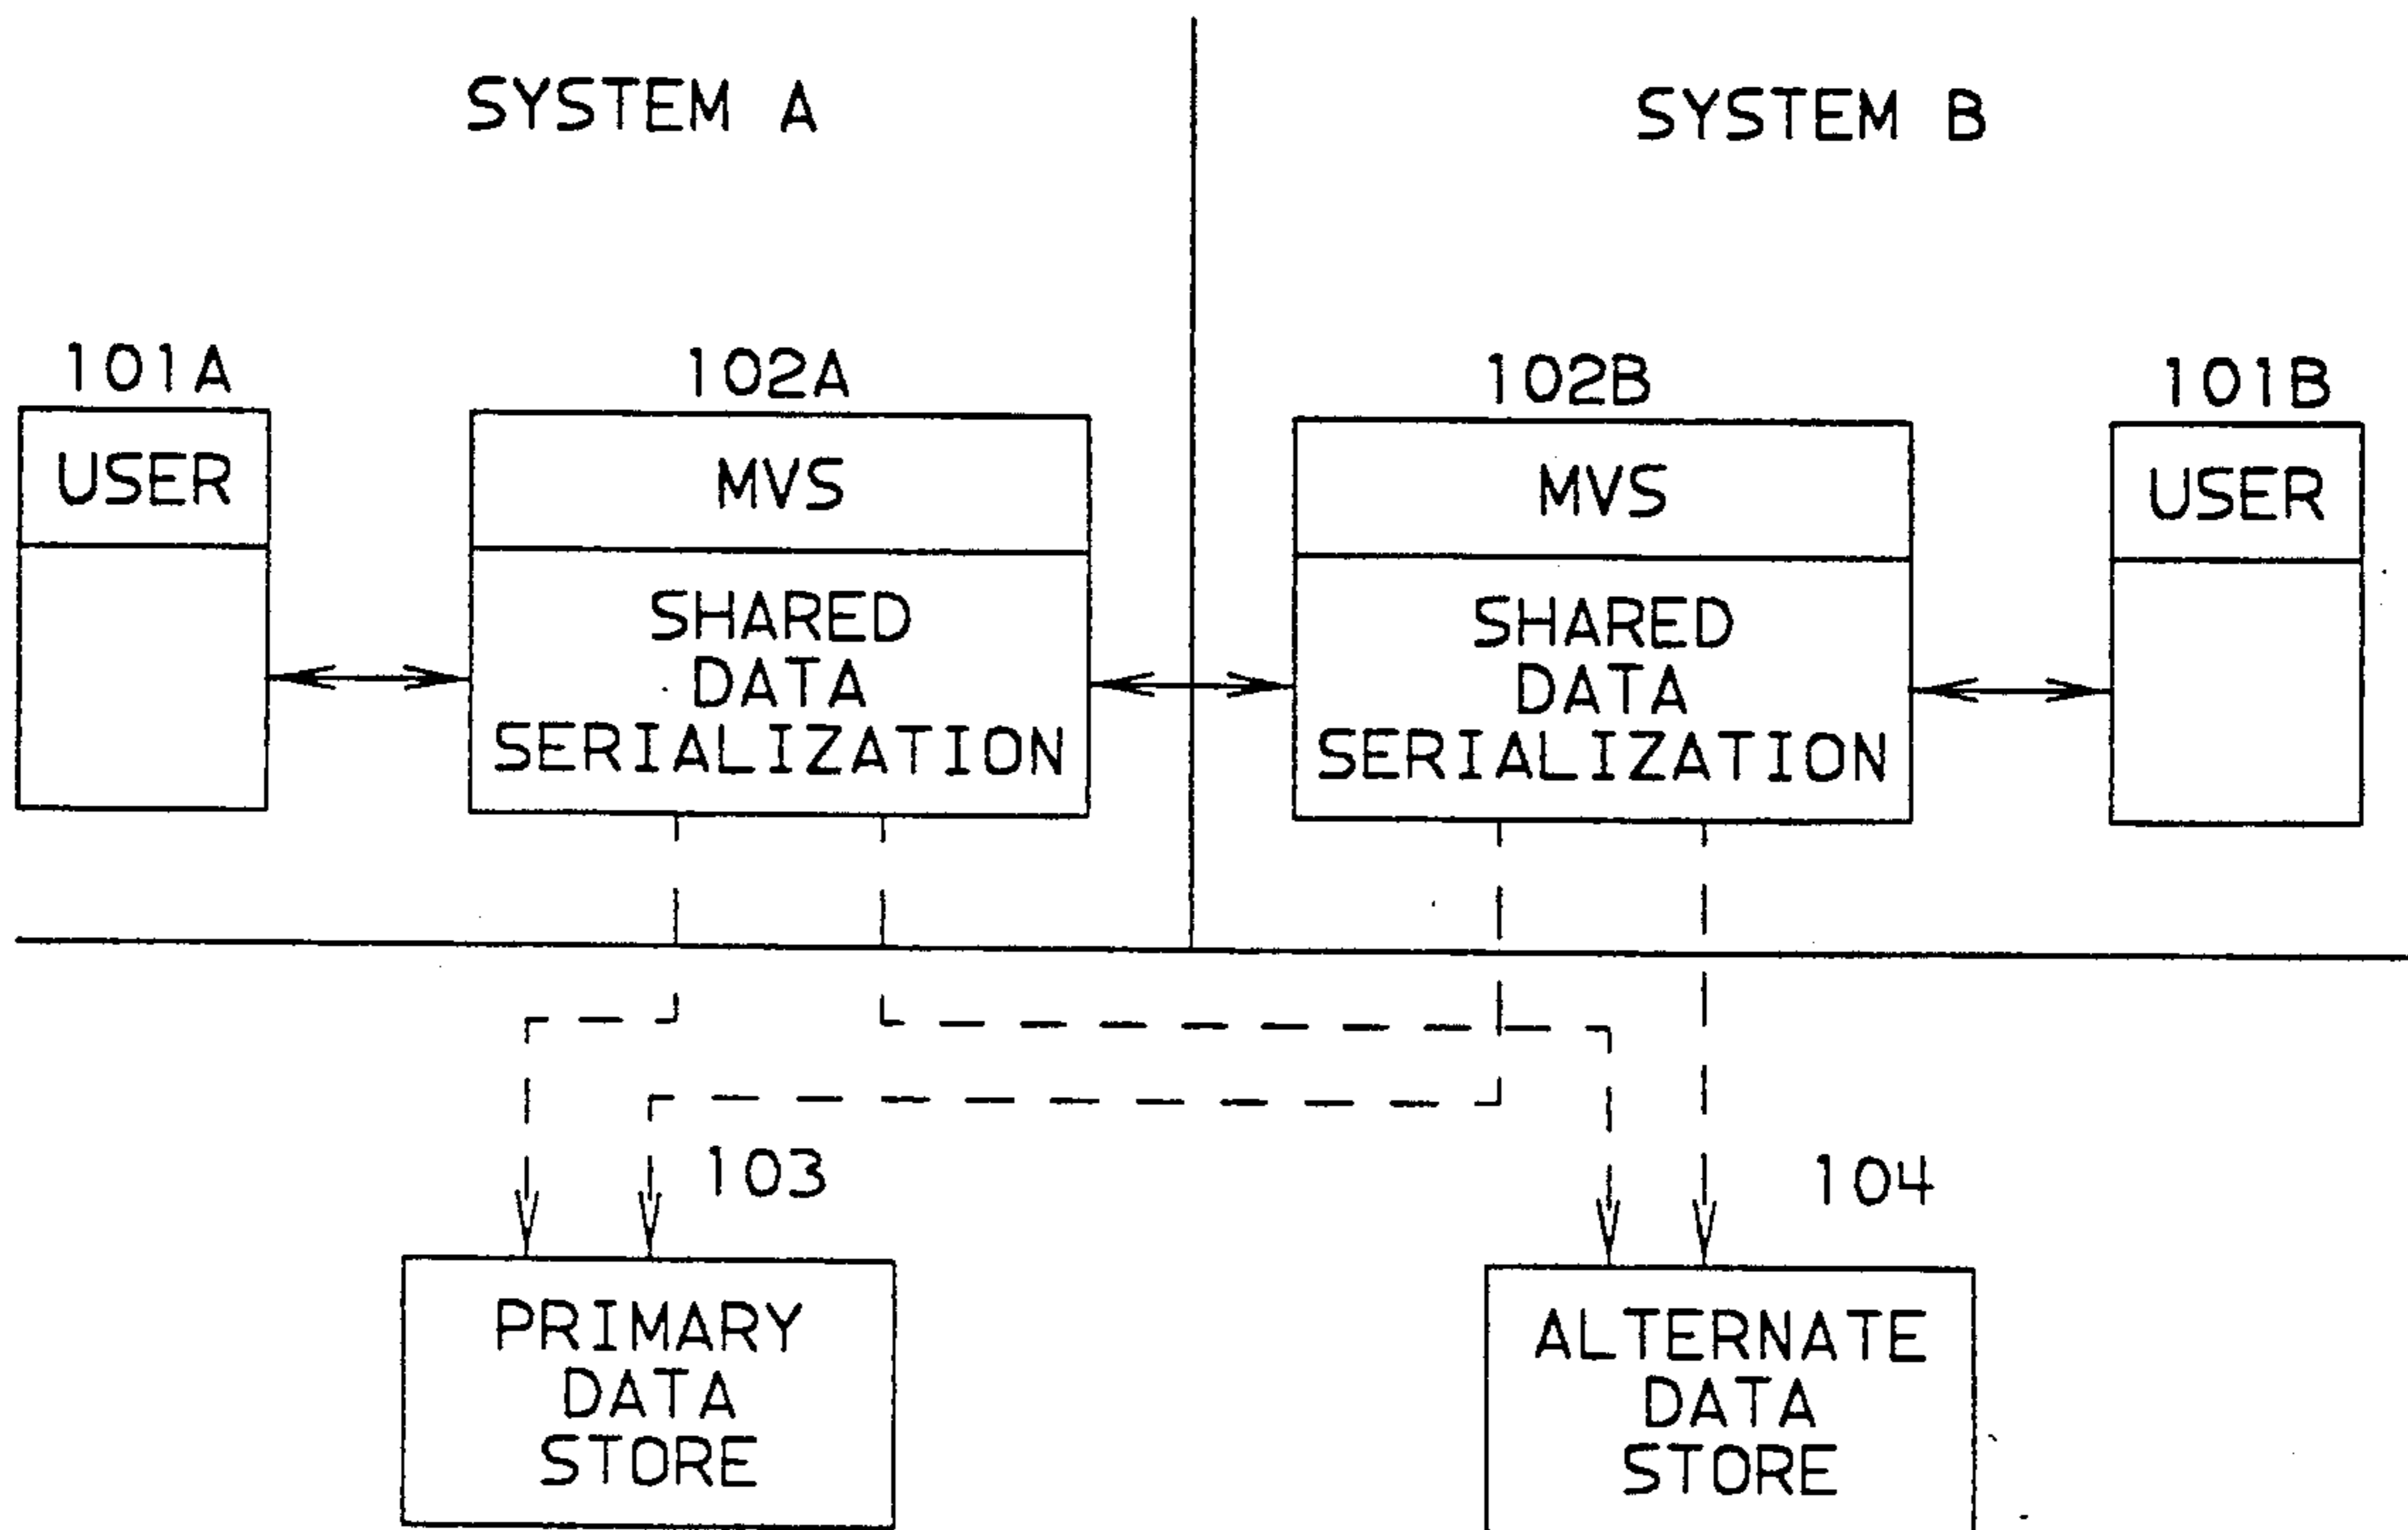 SYSTEM A
SYSTEM B
101A
102A
102B
101B
USER
MVS
MVS
USER
SHARED
DATA
SERIALIZATION
SHARED
DATA
SERIALIZATION
103
104
PRIMARY
DATA
STORE
ALTERNATE
DATA
STORE